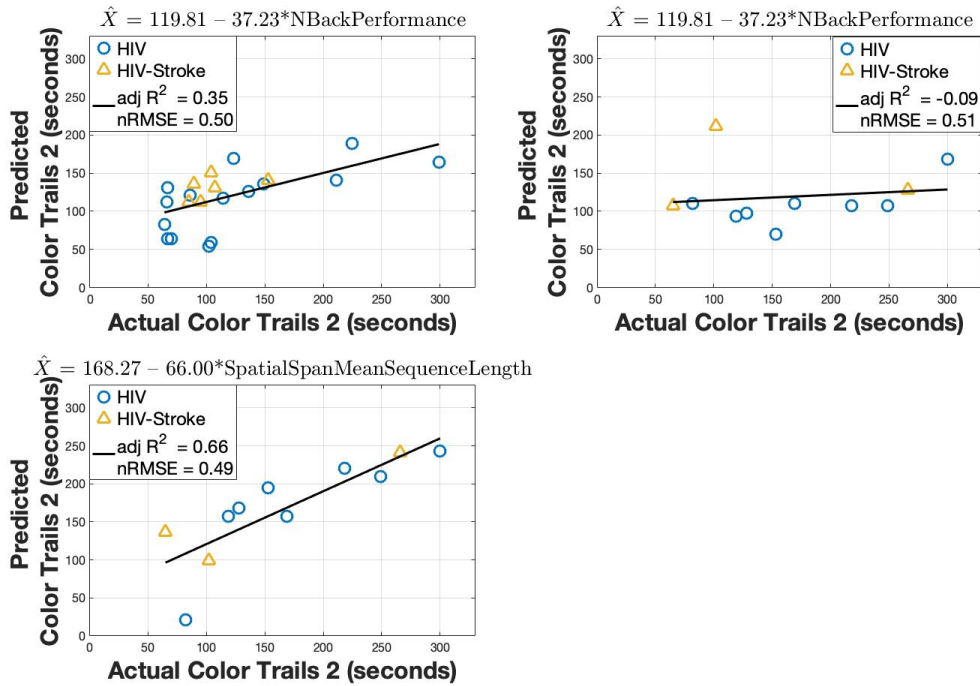 X̂ = 119.81 – 37.23*NBackPerformance
HIV
HIV-Stroke
adj R² = 0.35
nRMSE = 0.50
300
250
200
150
100
50
0
0 50 100 150 200 250 300
Predicted
Color Trails 2 (seconds)
Actual Color Trails 2 (seconds)
X̂ = 119.81 – 37.23*NBackPerformance
HIV
HIV-Stroke
adj R² = -0.09
nRMSE = 0.51
300
250
200
150
100
50
0
0 50 100 150 200 250 300
Predicted
Color Trails 2 (seconds)
Actual Color Trails 2 (seconds)
X̂ = 168.27 – 66.00*SpatialSpanMeanSequenceLength
HIV
HIV-Stroke
adj R² = 0.66
nRMSE = 0.49
300
250
200
150
100
50
0
0 50 100 150 200 250 300
Predicted
Color Trails 2 (seconds)
Actual Color Trails 2 (seconds)